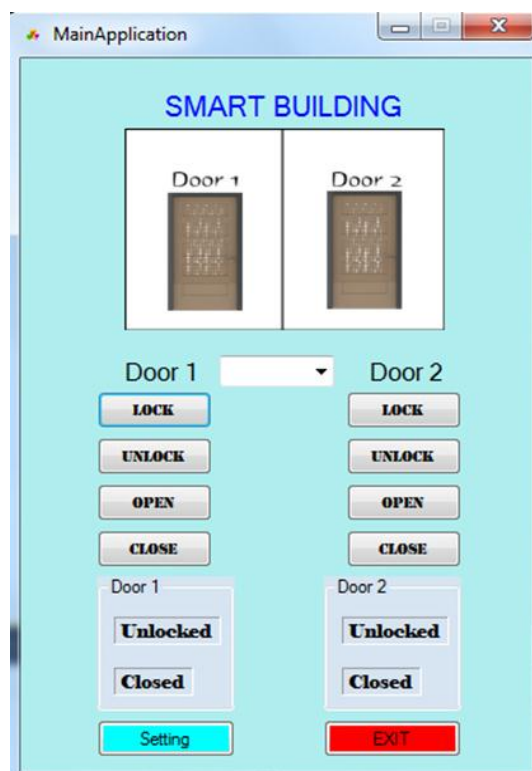 MainApplication
SMART BUILDING
Door 1 Door 2
Door 1 Door 2
LOCK LOCK
UNLOCK UNLOCK
OPEN OPEN
CLOSE CLOSE
Door 1 Door 2
Unlocked Unlocked
Closed Closed
Setting EXIT